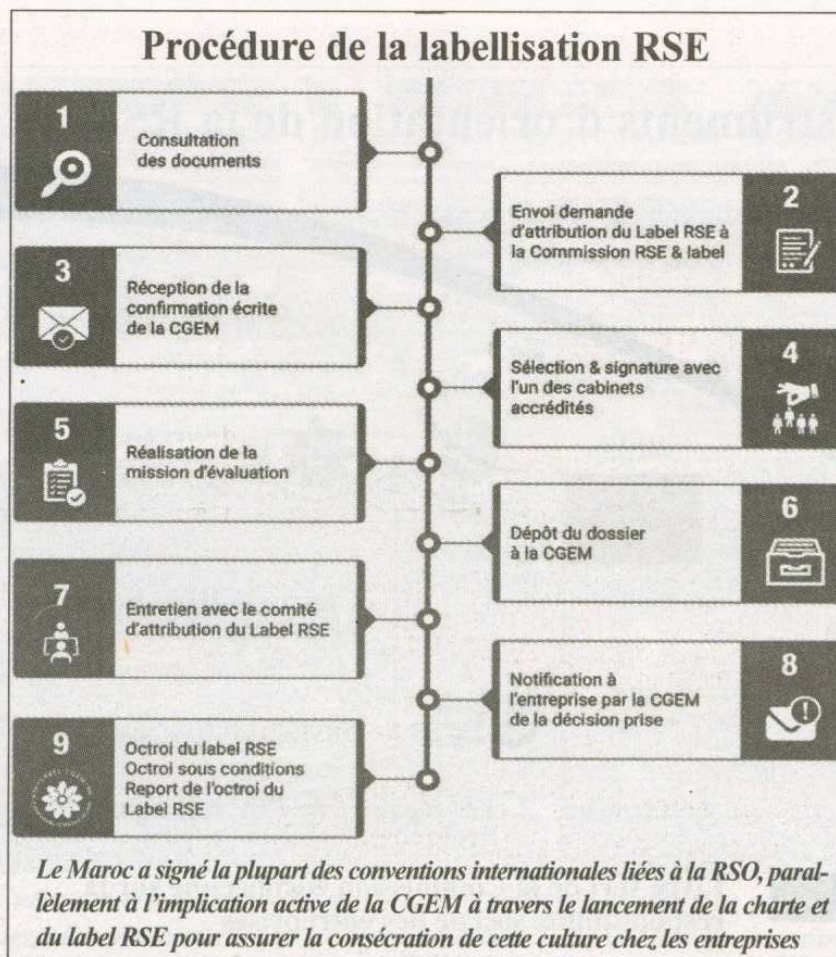 Procédure de la labellisation RSE
1
Consultation
des documents
2
Envoi demande
d'attribution du Label RSE à
la Commission RSE & label
3
Réception de la
confirmation écrite
de la CGEM
4
Sélection & signature avec
l'un des cabinets
accrédités
5
Réalisation de la
mission d'évaluation
6
Dépôt du dossier
à la CGEM
7
Entretien avec le comité
d'attribution du Label RSE
8
Notification à
l'entreprise par la CGEM
de la décision prise
9
Octroi du label RSE
Octroi sous conditions
Report de l'octroi du
Label RSE
Le Maroc a signé la plupart des conventions internationales liées à la RSO, paral-
lèlement à l'implication active de la CGEM à travers le lancement de la charte et
du label RSE pour assurer la consécration de cette culture chez les entreprises